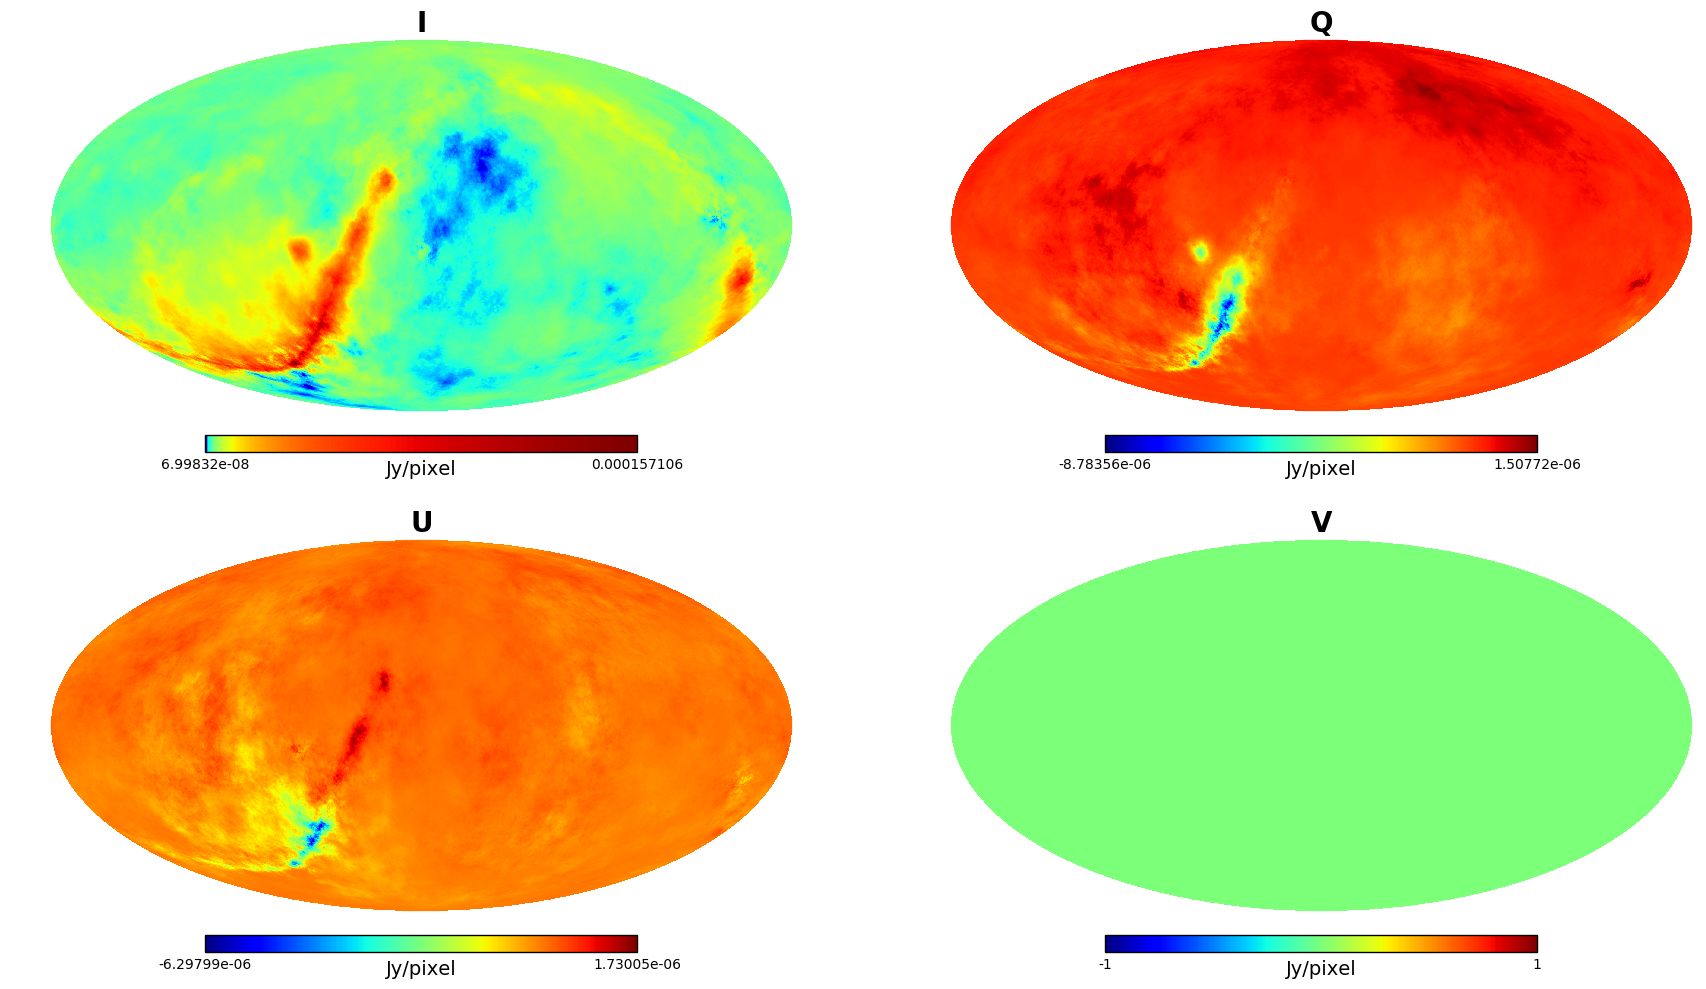 I
Q
6.99832e-08 Jy/pixel 0.000157106
-8.78356e-06 Jy/pixel 1.50772e-06
U
V
-6.29799e-06 Jy/pixel 1.73005e-06
-1 Jy/pixel 1